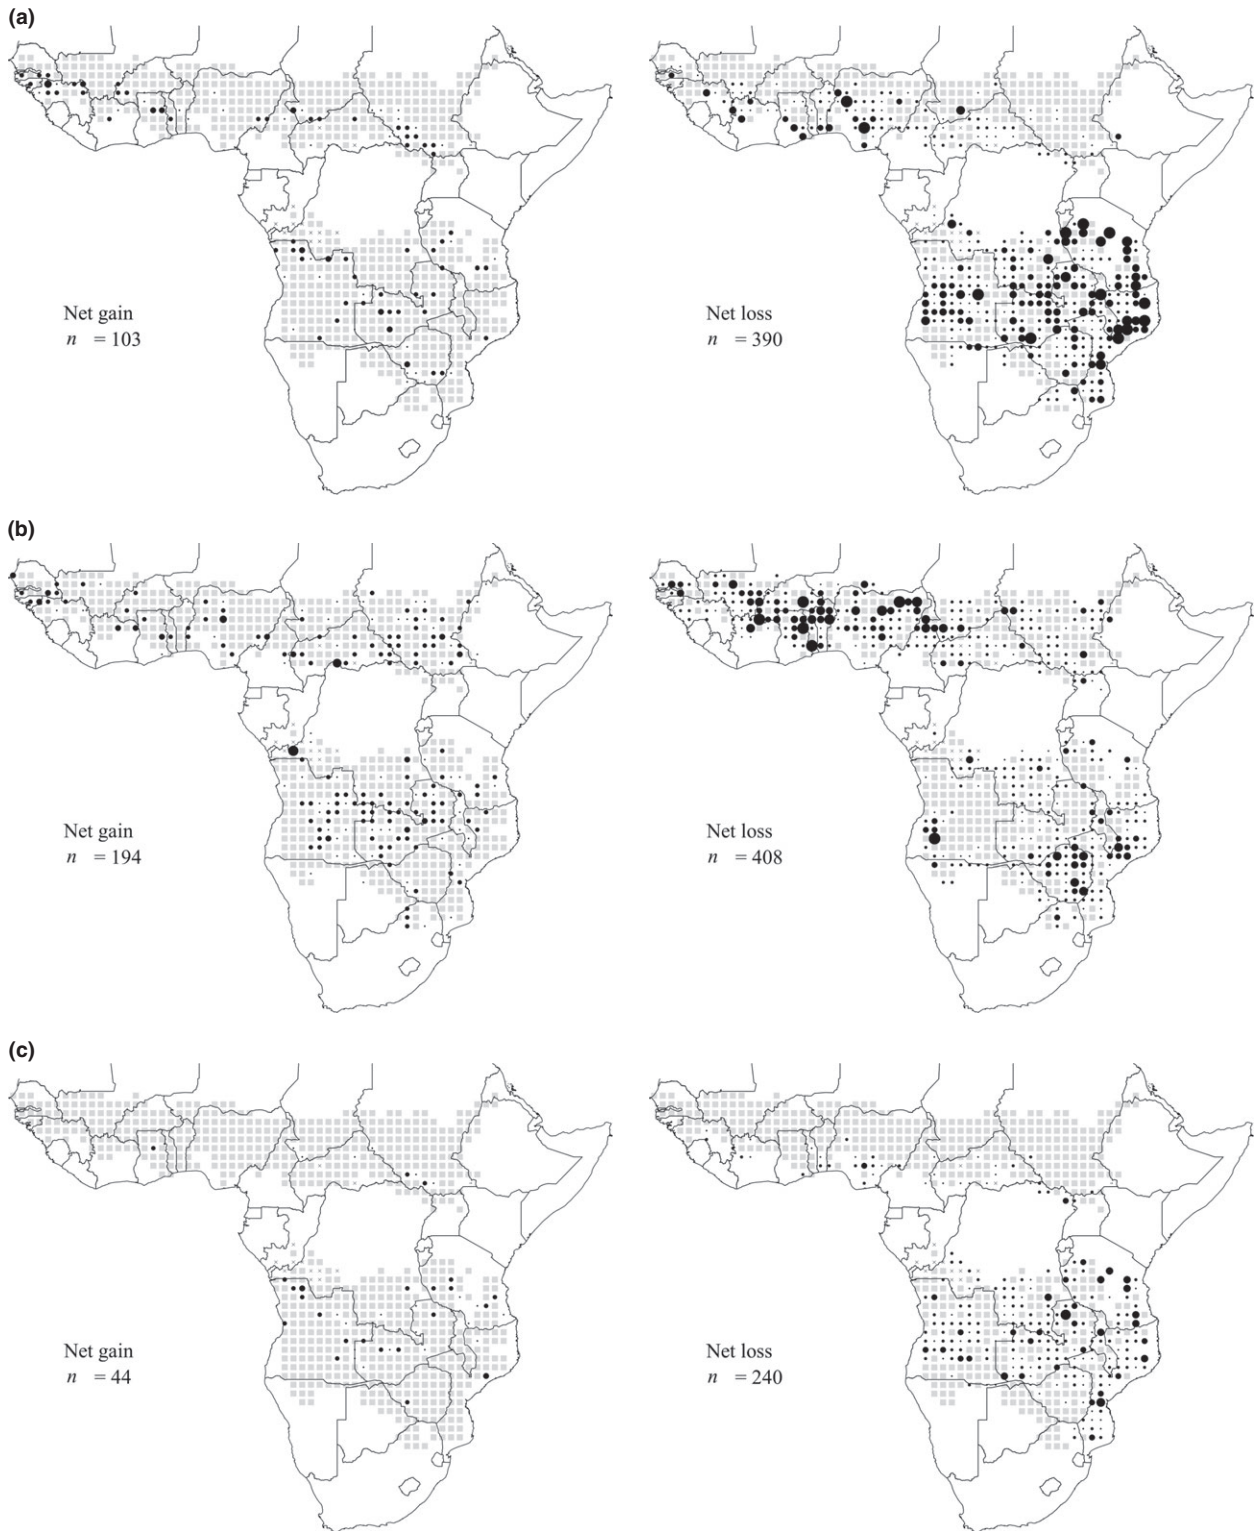 (a)
Net gain
n = 103
Net loss
n = 390
(b)
Net gain
n = 194
Net loss
n = 408
(c)
Net gain
n = 44
Net loss
n = 240